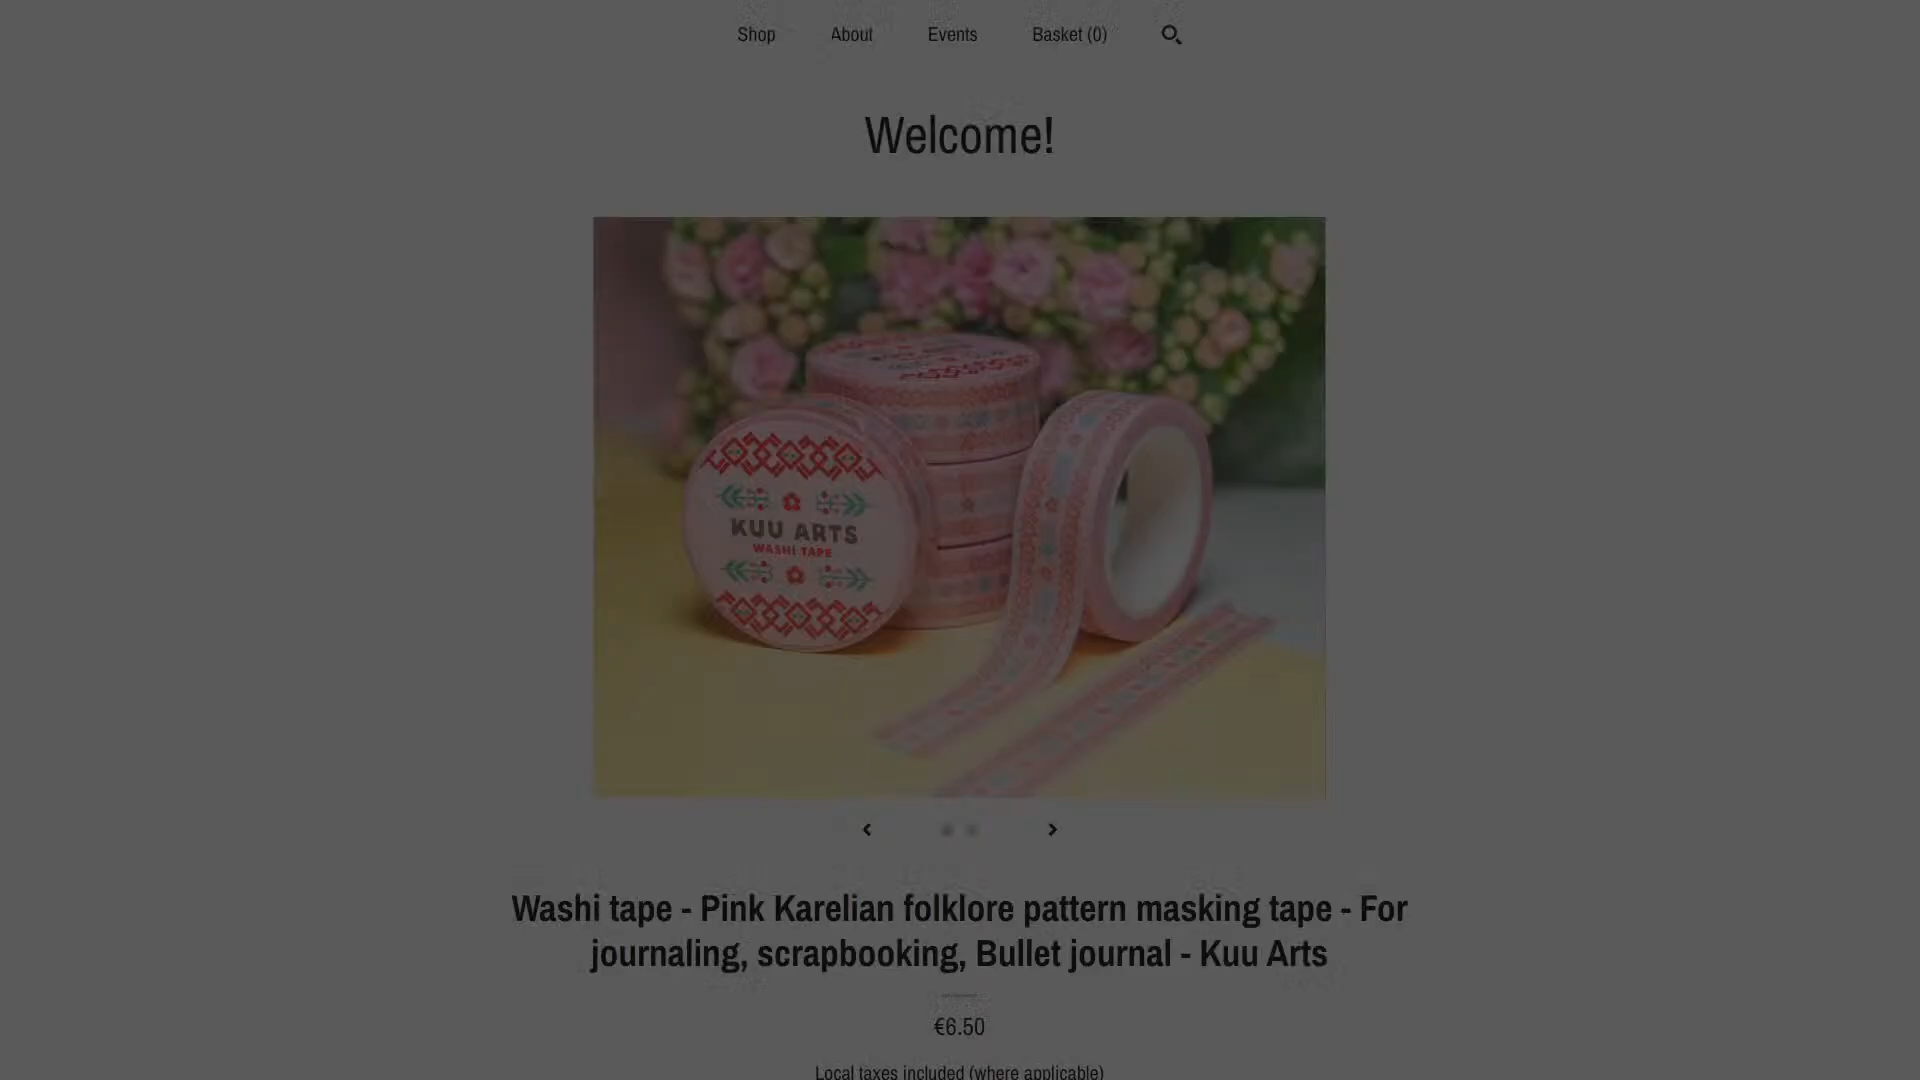 Shop About Events Basket (0)
Welcome!
KUU ARTS
WASHI TAPE
Washi tape - Pink Karelian folklore pattern masking tape - For
journaling, scrapbooking, Bullet journal - Kuu Arts
€6.50
Local taxes included (where applicable)